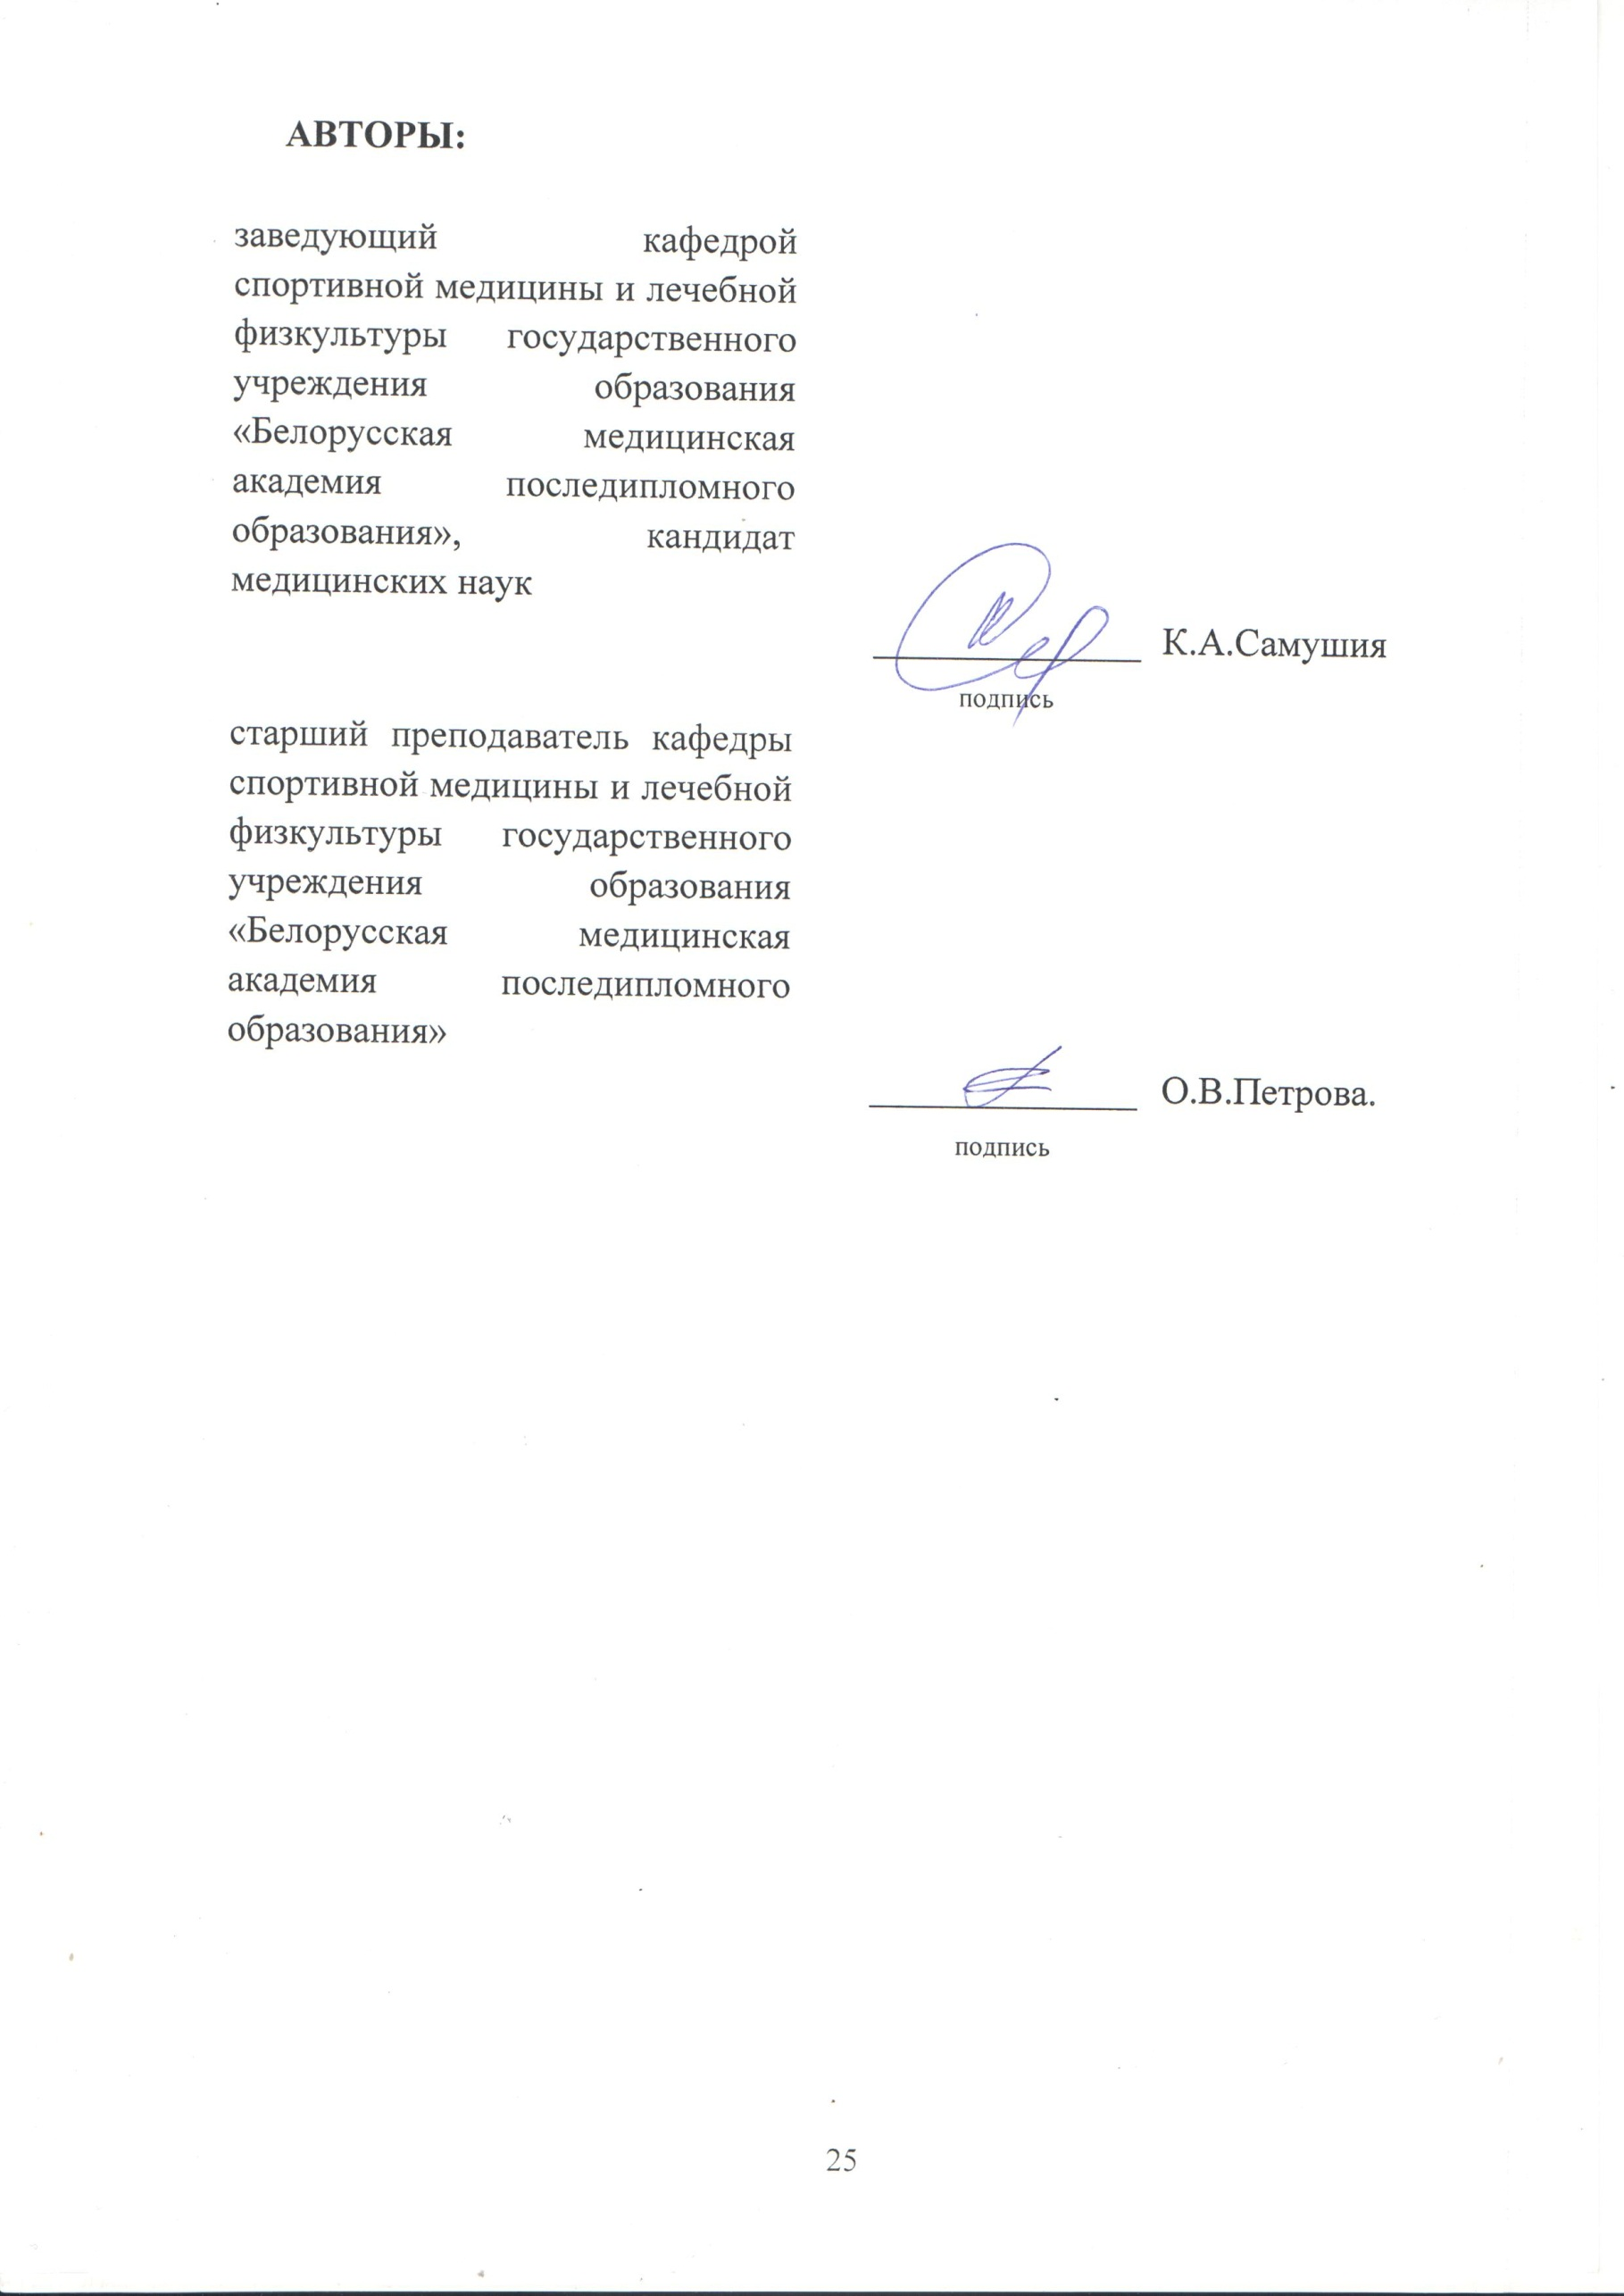 АВТОРЫ:
заведующий кафедрой
спортивной медицины и лечебной
физкультуры государственного
учреждения образования
«Белорусская медицинская
академия последипломного
образования», кандидат
медицинских наук
К.А.Самушия
подпись
старший преподаватель кафедры
спортивной медицины и лечебной
физкультуры государственного
учреждения образования
«Белорусская медицинская
академия последипломного
образования»
О.В.Петрова.
подпись
25